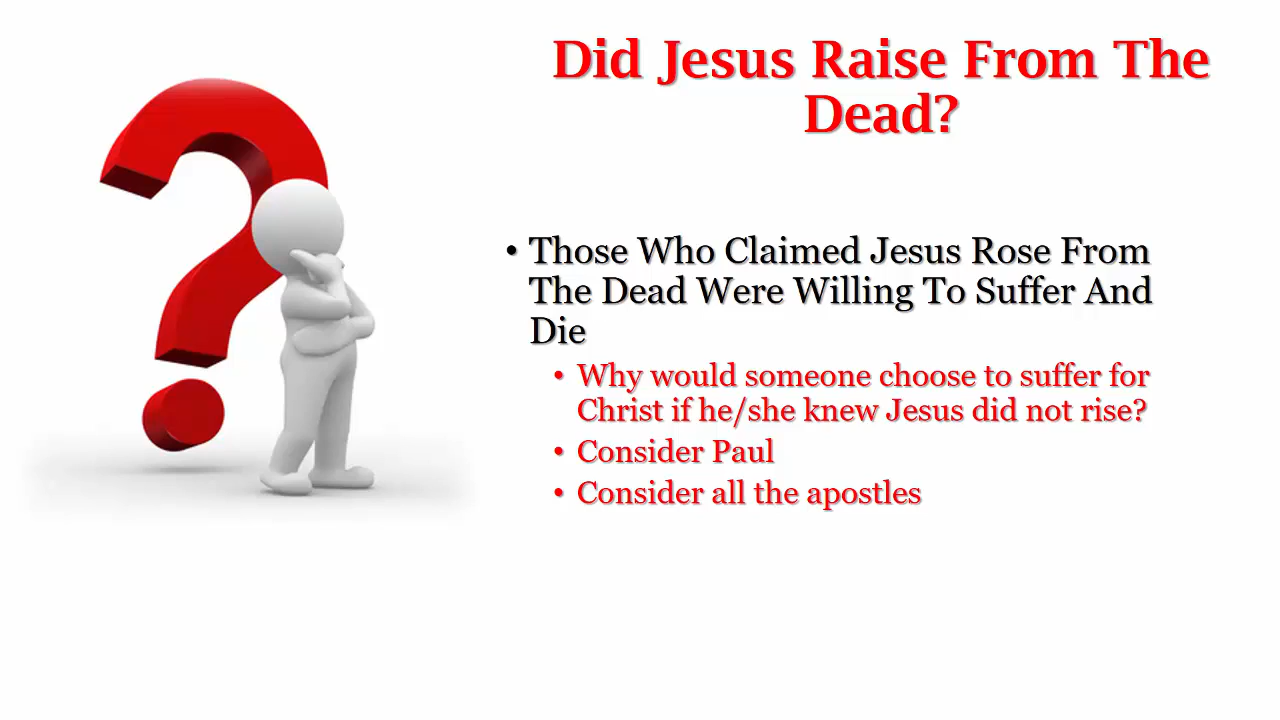 Did Jesus Raise From The
Dead?
• Those Who Claimed Jesus Rose From
The Dead Were Willing To Suffer And
Die
• Why would someone choose to suffer for
Christ if he/she knew Jesus did not rise?
• Consider Paul
• Consider all the apostles